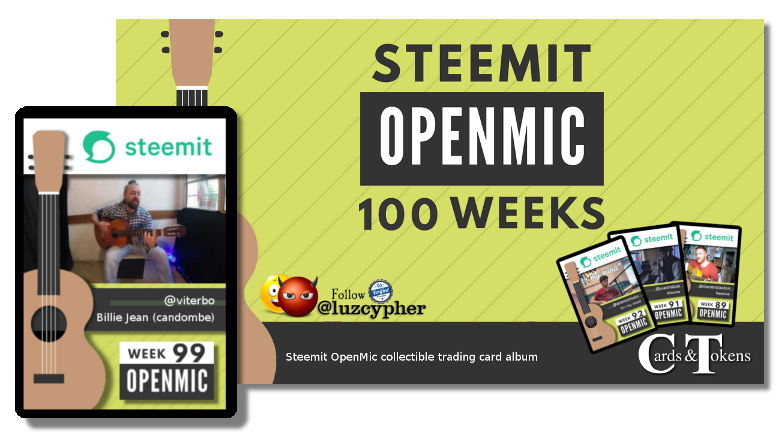 STEEMIT
OPENMIC
100 WEEKS
steemit
@viterbo
Billie Jean (candombe)
WEEK 99
OPENMIC
Follow
@luzcypher
Steemit OpenMic collectible trading card album
steemit
WEEK 92
OPENMIC
steemit
WEEK 91
OPENMIC
steemit
WEEK 89
OPENMIC
Cards & Tokens